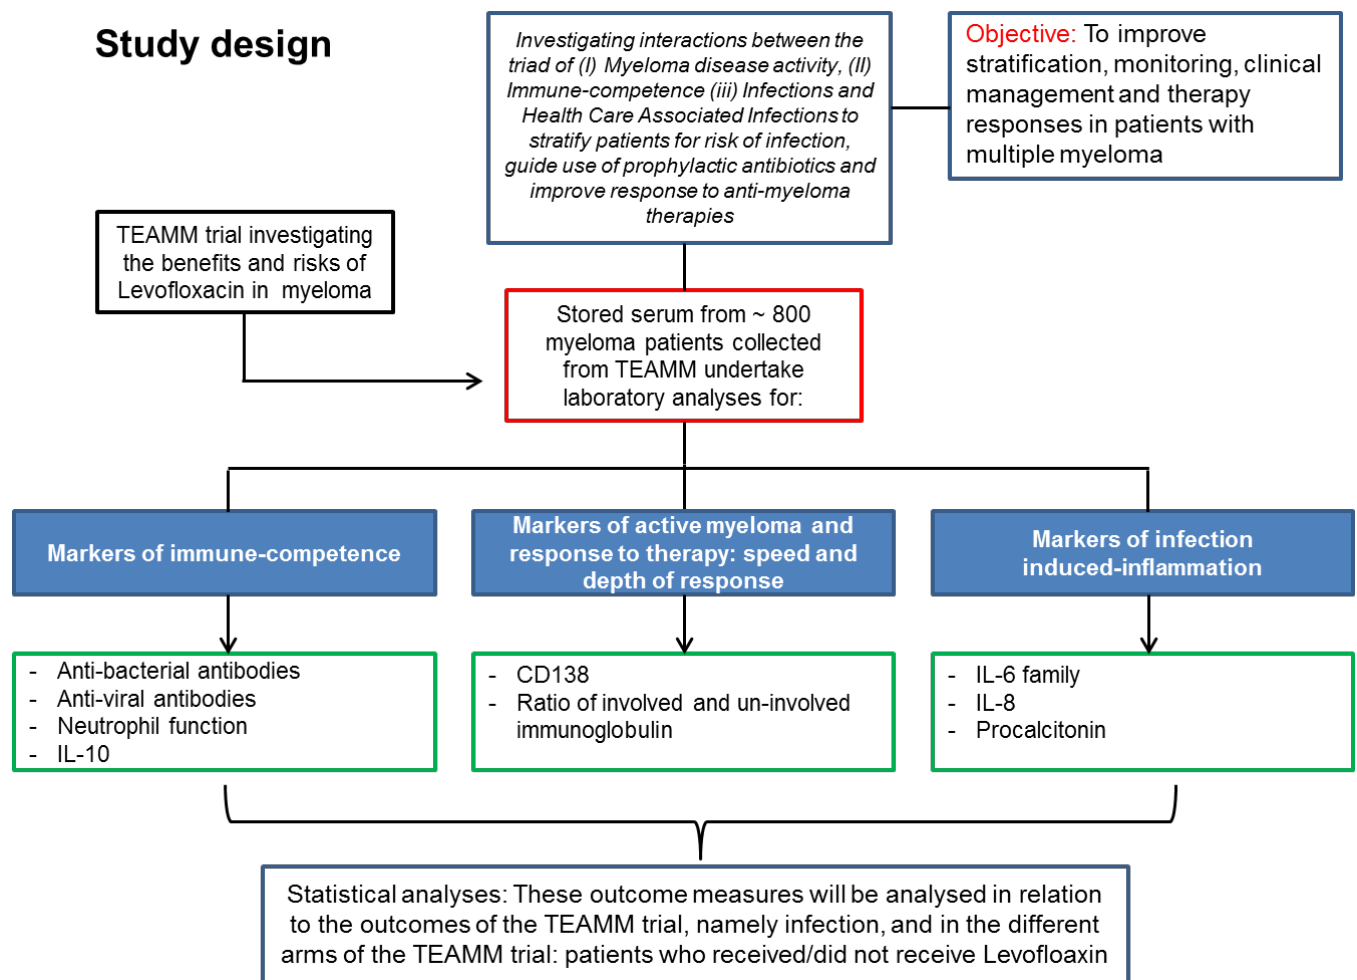 Study design
Investigating interactions between the
triad of (I) Myeloma disease activity, (II)
Immune-competence (iii) Infections and
Health Care Associated Infections to
stratify patients for risk of infection,
guide use of prophylactic antibiotics and
improve response to anti-myeloma
therapies
Objective: To improve
stratification, monitoring, clinical
management and therapy
responses in patients with
multiple myeloma
TEAMM trial investigating
the benefits and risks of
Levofloxacin in myeloma
Stored serum from ~ 800
myeloma patients collected
from TEAMM undertake
laboratory analyses for:
Markers of immune-competence
Markers of active myeloma and
response to therapy: speed and
depth of response
Markers of infection
induced-inflammation
- Anti-bacterial antibodies
- Anti-viral antibodies
- Neutrophil function
- IL-10
- CD138
- Ratio of involved and un-involved
immunoglobulin
- IL-6 family
- IL-8
- Procalcitonin
Statistical analyses: These outcome measures will be analysed in relation
to the outcomes of the TEAMM trial, namely infection, and in the different
arms of the TEAMM trial: patients who received/did not receive Levofloaxin